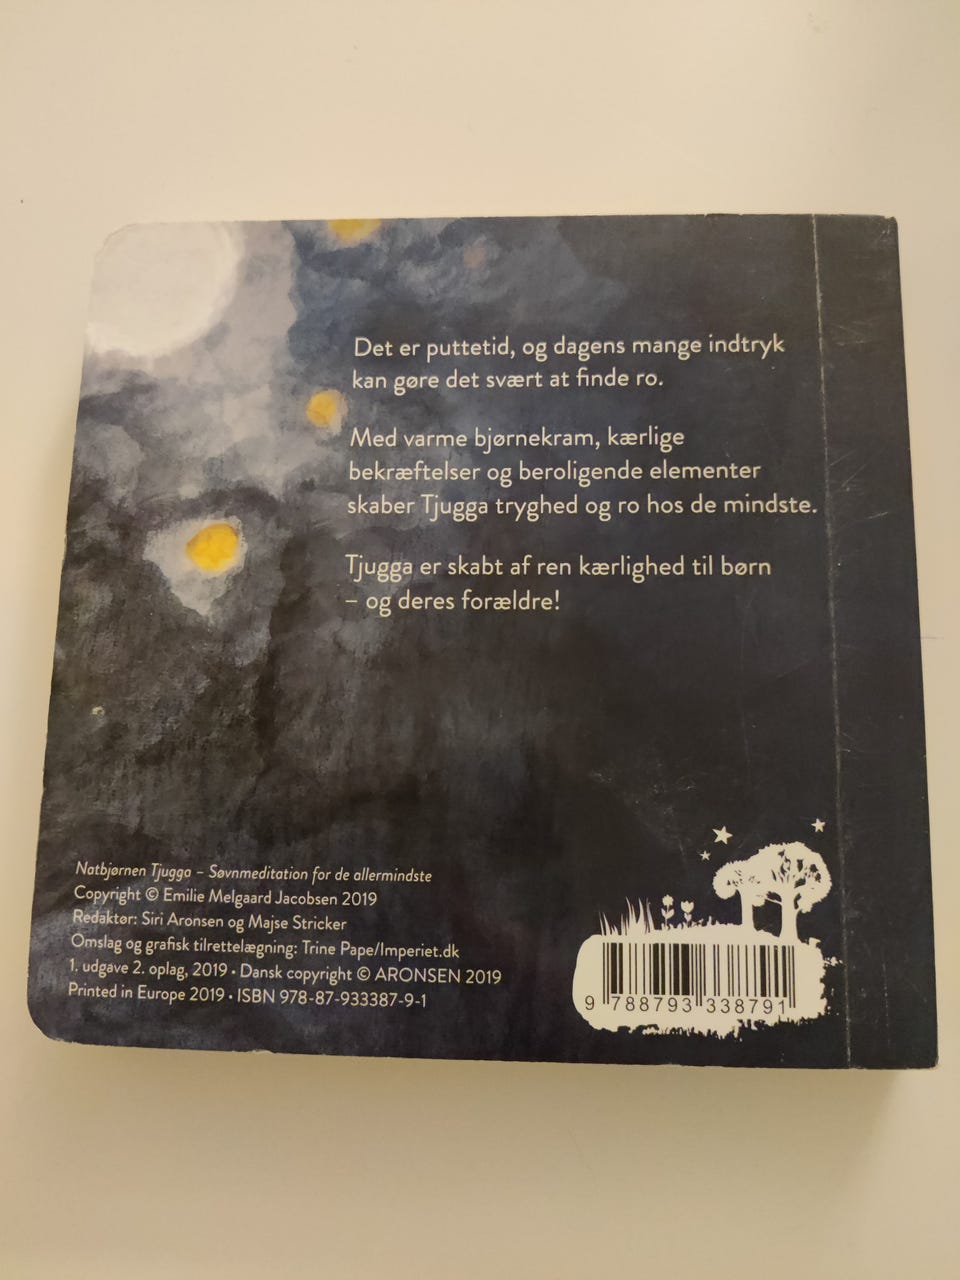 Det er puttetid, og dagens mange indtryk
kan gøre det svært at finde ro.
Med varme bjørnekram, kærlige
bekræftelser og beroligende elementer
skaber Tjugga tryghed og ro hos de mindste.
Tjugga er skabt af ren kærlighed til børn
– og deres forældre!
Natbjørnen Tjugga – Søvnmeditation for de allermindste
Copyright © Emilie Melgaard Jacobsen 2019
Redaktør: Siri Aronsen og Majse Stricker
Omslag og grafisk tilrettelægning: Trine Pape/Imperiet.dk
1. udgave 2. oplag, 2019 • Dansk copyright © ARONSEN 2019
Printed in Europe 2019 • ISBN 978-87-933387-9-1
9 788793 338791